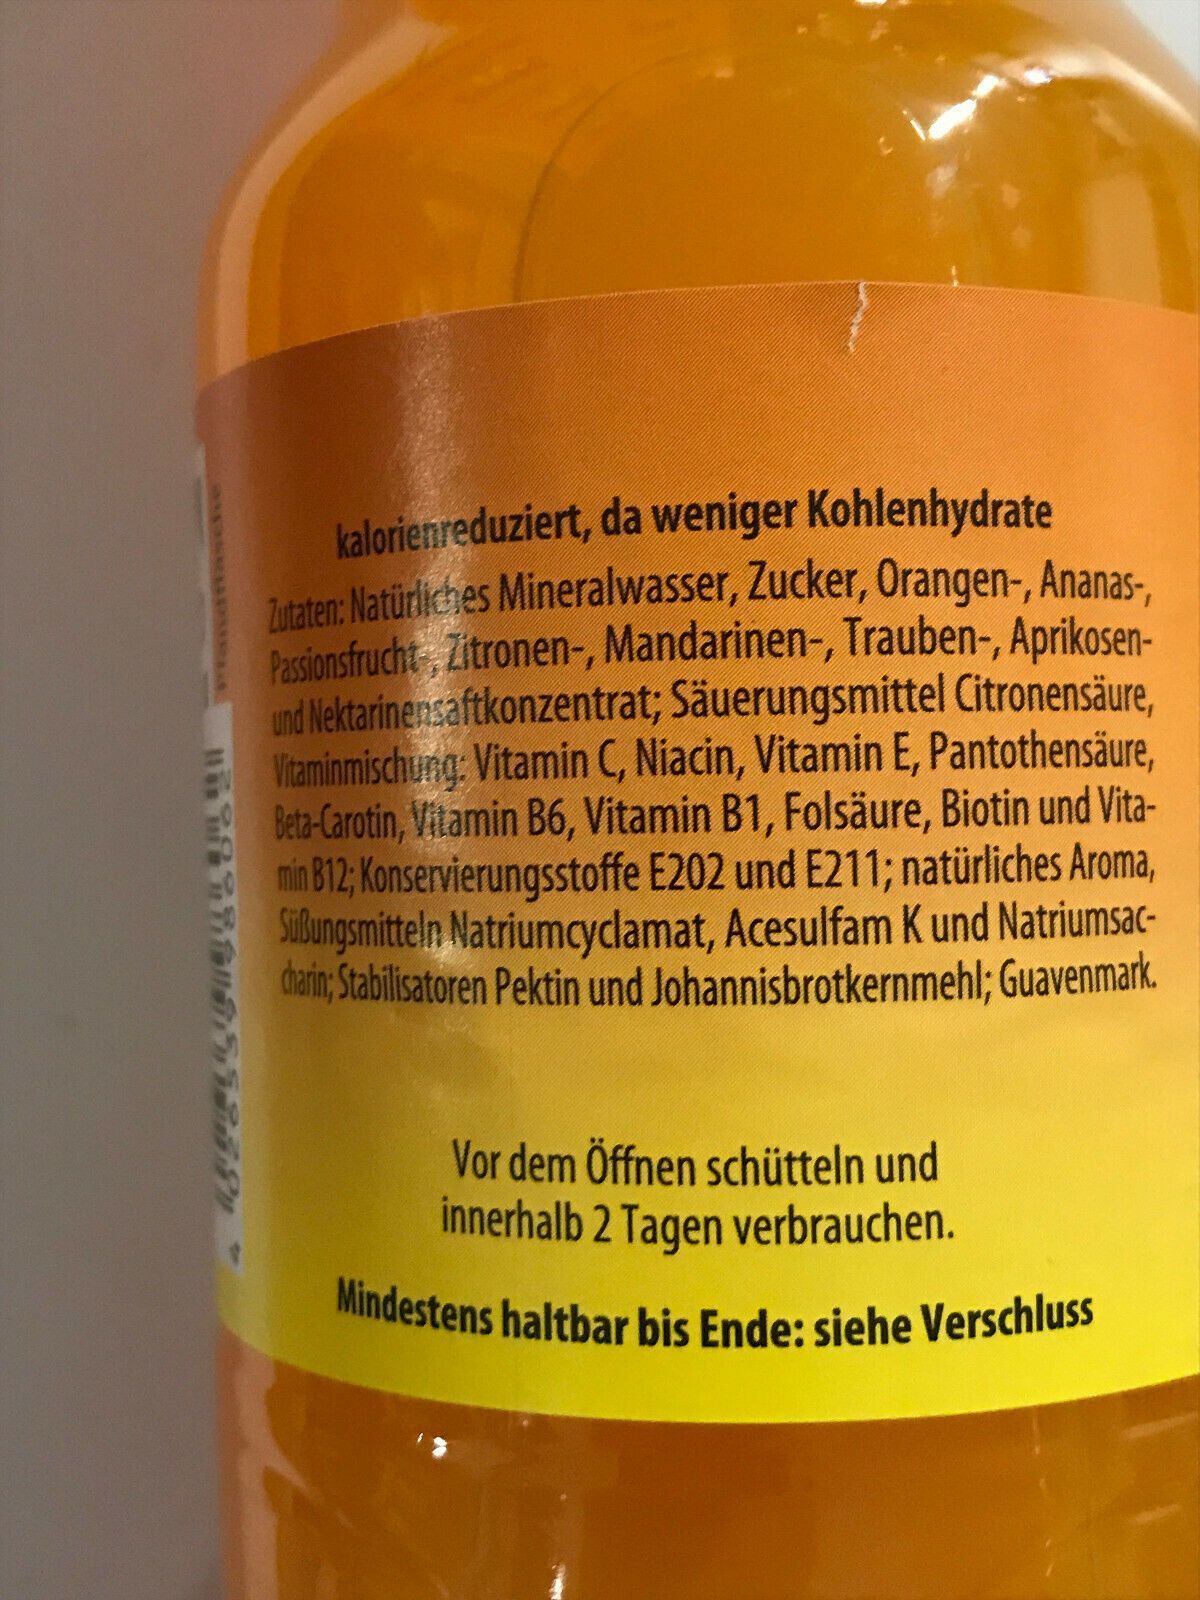 kalorienreduziert, da weniger Kohlenhydrate
Zutaten: Natürliches Mineralwasser, Zucker, Orangen-, Ananas-,
Passionsfrucht-, Zitronen-, Mandarinen-, Trauben-, Aprikosen-
und Nektarinensaftkonzentrat; Säuerungsmittel Citronensäure,
Vitaminmischung: Vitamin C, Niacin, Vitamin E, Pantothensäure,
Beta-Carotin, Vitamin B6, Vitamin B1, Folsäure, Biotin und Vita-
min B12; Konservierungsstoffe E202 und E211; natürliches Aroma,
Süßungsmitteln Natriumcyclamat, Acesulfam K und Natriumsac-
charin; Stabilisatoren Pektin und Johannisbrotkernmehl; Guavenmark.
Vor dem Öffnen schütteln und
innerhalb 2 Tagen verbrauchen.
Mindestens haltbar bis Ende: siehe Verschluss
Pfandflasche